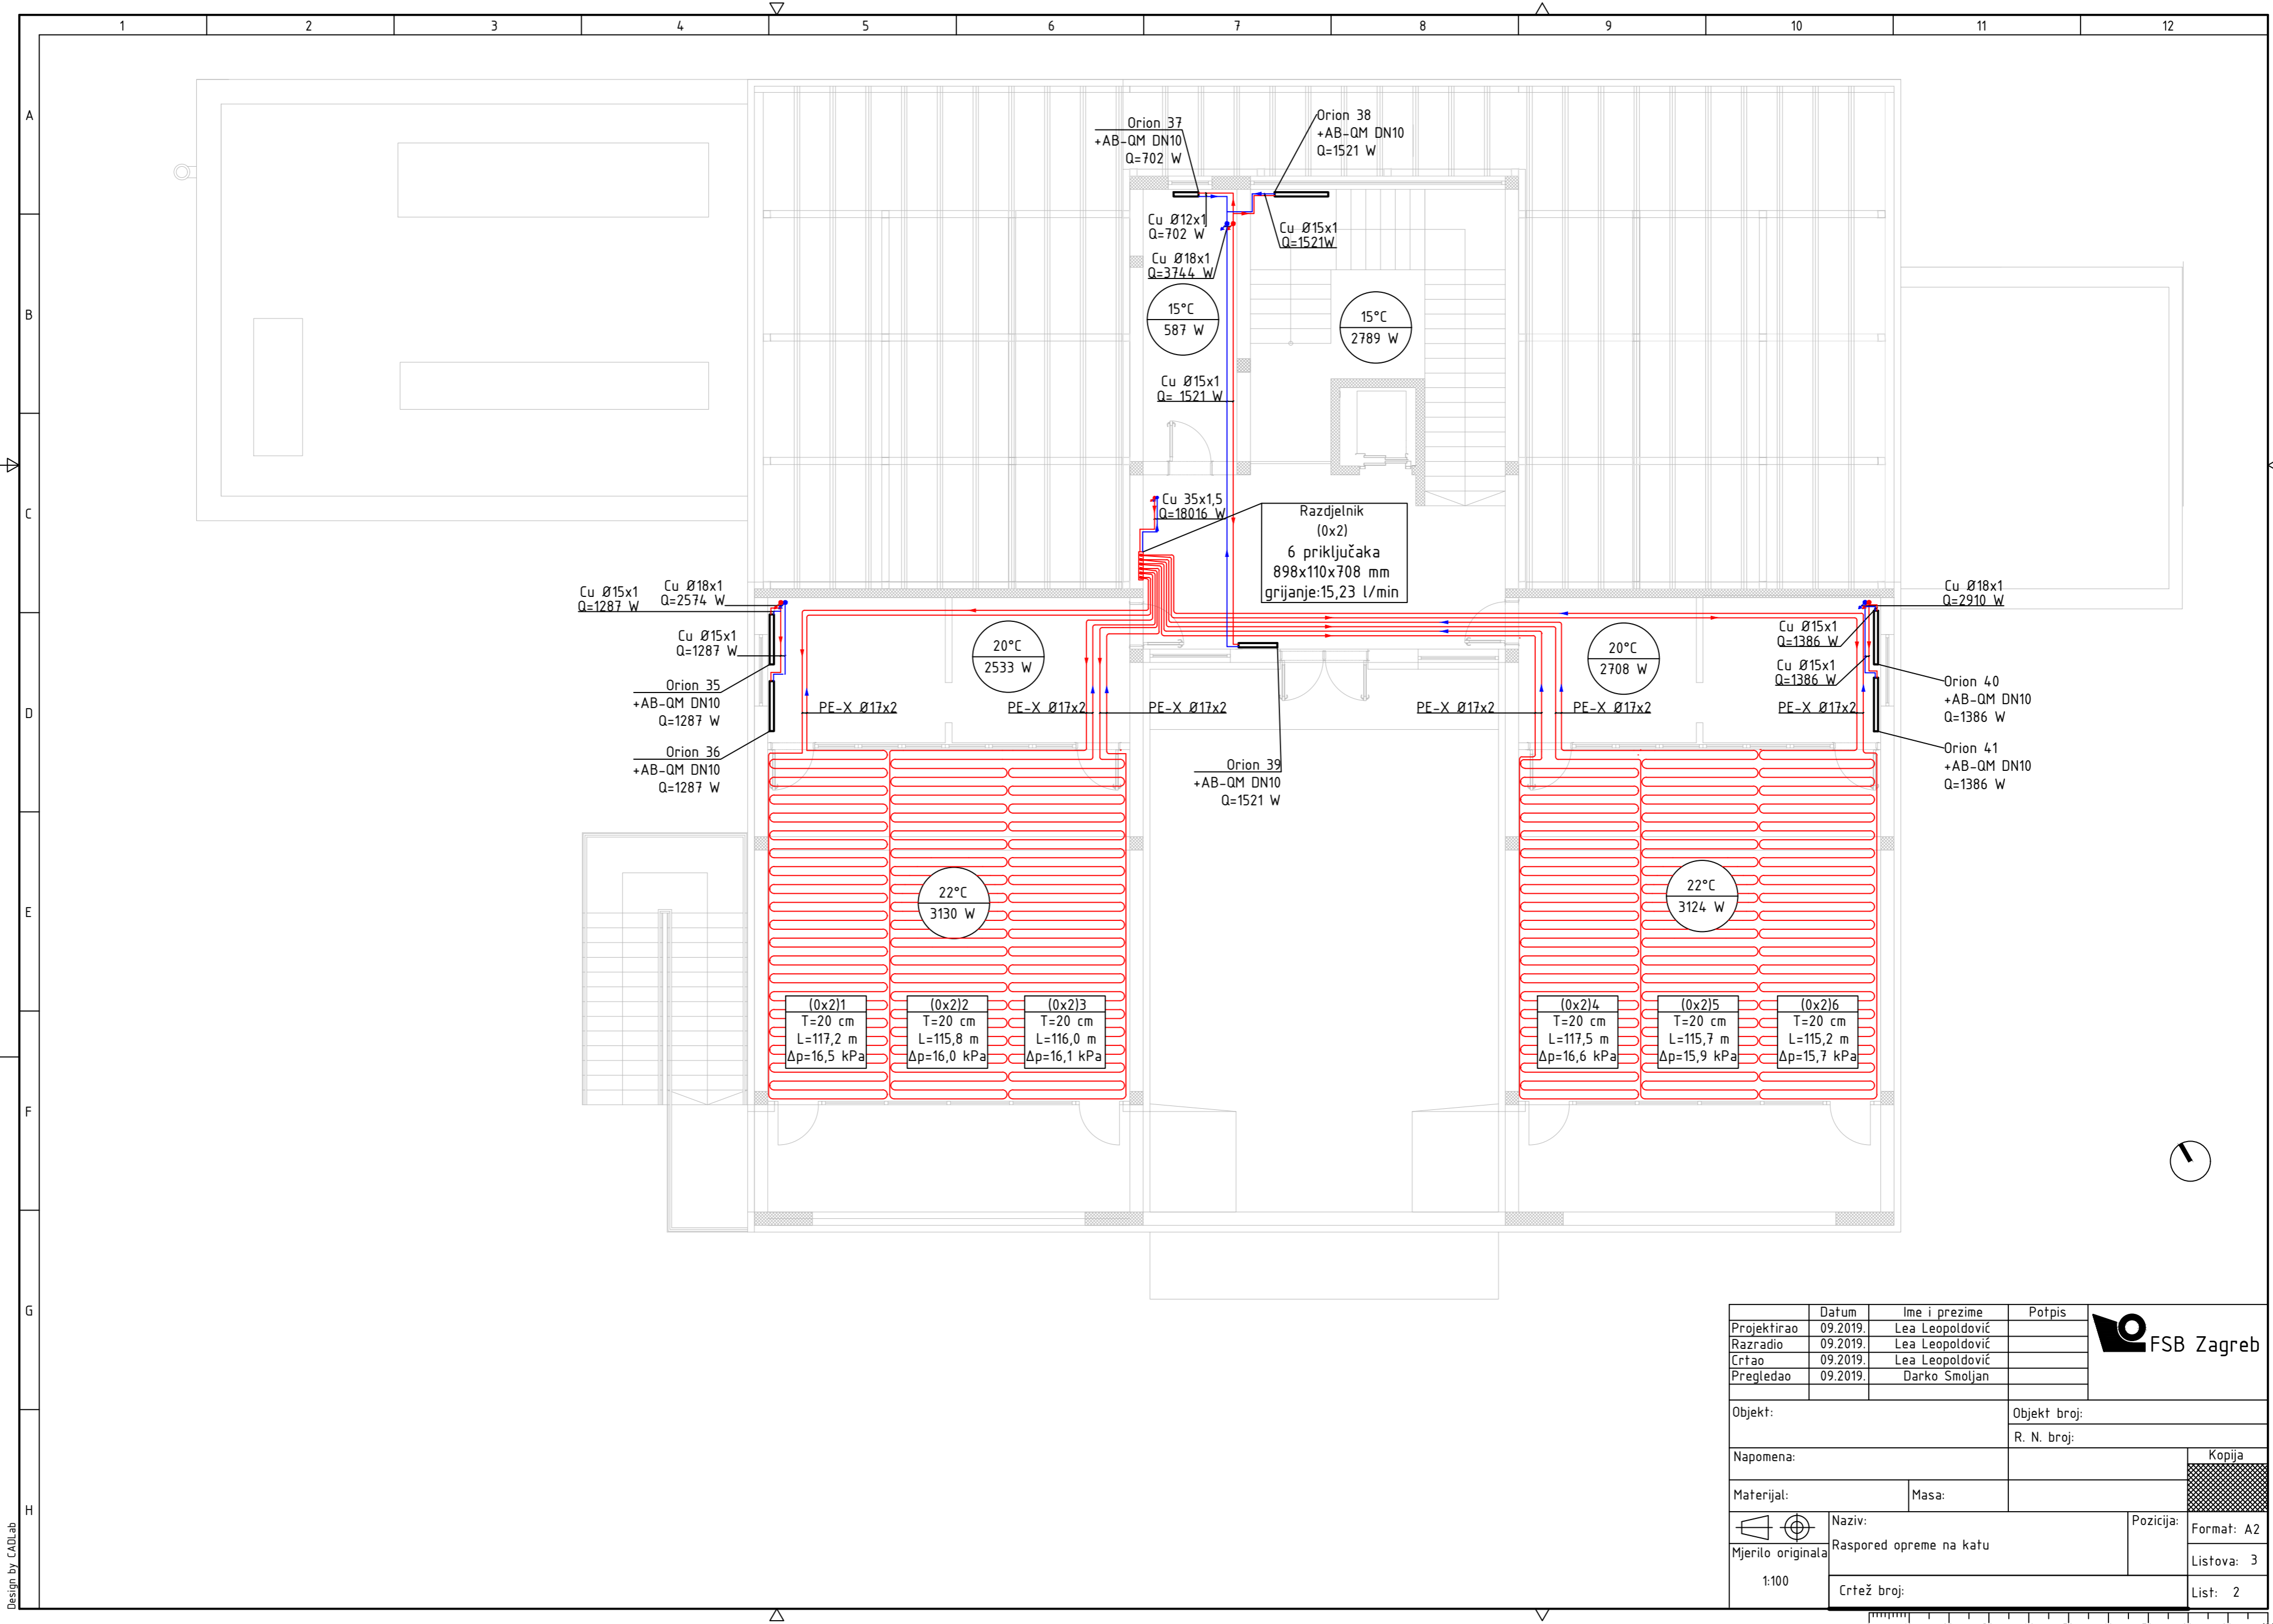 1 2 3 4 5 6 7 8 9 10 11 12
A
B
C
D
E
F
G
H
Orion 37
+AB-QM DN10
Q=702 W
Orion 38
+AB-QM DN10
Q=1521 W
Cu Ø12x1
Q=702 W
Cu Ø15x1
Q=1521W
Cu Ø18x1
Q=3744 W
15°C
587 W
15°C
2789 W
Cu Ø15x1
Q= 1521 W
Cu 35x1,5
Q=18016 W
Razdjelnik
(0x2)
6 priključaka
898x110x708 mm
grijanje:15,23 l/min
Cu Ø15x1
Q=1287 W
Cu Ø18x1
Q=2574 W
Cu Ø15x1
Q=1287 W
Orion 35
+AB-QM DN10
Q=1287 W
Orion 36
+AB-QM DN10
Q=1287 W
20°C
2533 W
20°C
2708 W
Cu Ø18x1
Q=2910 W
Cu Ø15x1
Q=1386 W
Cu Ø15x1
Q=1386 W
Orion 40
+AB-QM DN10
Q=1386 W
Orion 41
+AB-QM DN10
Q=1386 W
PE-X Ø17x2
PE-X Ø17x2
PE-X Ø17x2
PE-X Ø17x2
PE-X Ø17x2
PE-X Ø17x2
Orion 39
+AB-QM DN10
Q=1521 W
22°C
3130 W
22°C
3124 W
(0x2)1
T=20 cm
L=117,2 m
Δp=16,5 kPa
(0x2)2
T=20 cm
L=115,8 m
Δp=16,0 kPa
(0x2)3
T=20 cm
L=116,0 m
Δp=16,1 kPa
(0x2)4
T=20 cm
L=117,5 m
Δp=16,6 kPa
(0x2)5
T=20 cm
L=115,7 m
Δp=15,9 kPa
(0x2)6
T=20 cm
L=115,2 m
Δp=15,7 kPa
Datum Ime i prezime Potpis
Projektirao 09.2019. Lea Leopoldović
Razradio 09.2019. Lea Leopoldović
Crtao 09.2019. Lea Leopoldović
Pregledao 09.2019. Darko Smoljan
FSB Zagreb
Objekt:
Objekt broj:
R. N. broj:
Napomena:
Kopija
Materijal:
Masa:
Naziv:
Raspored opreme na katu
Pozicija:
Format: A2
Mjerilo originala
1:100
Listova: 3
Crtež broj:
List: 2
Design by CADLab